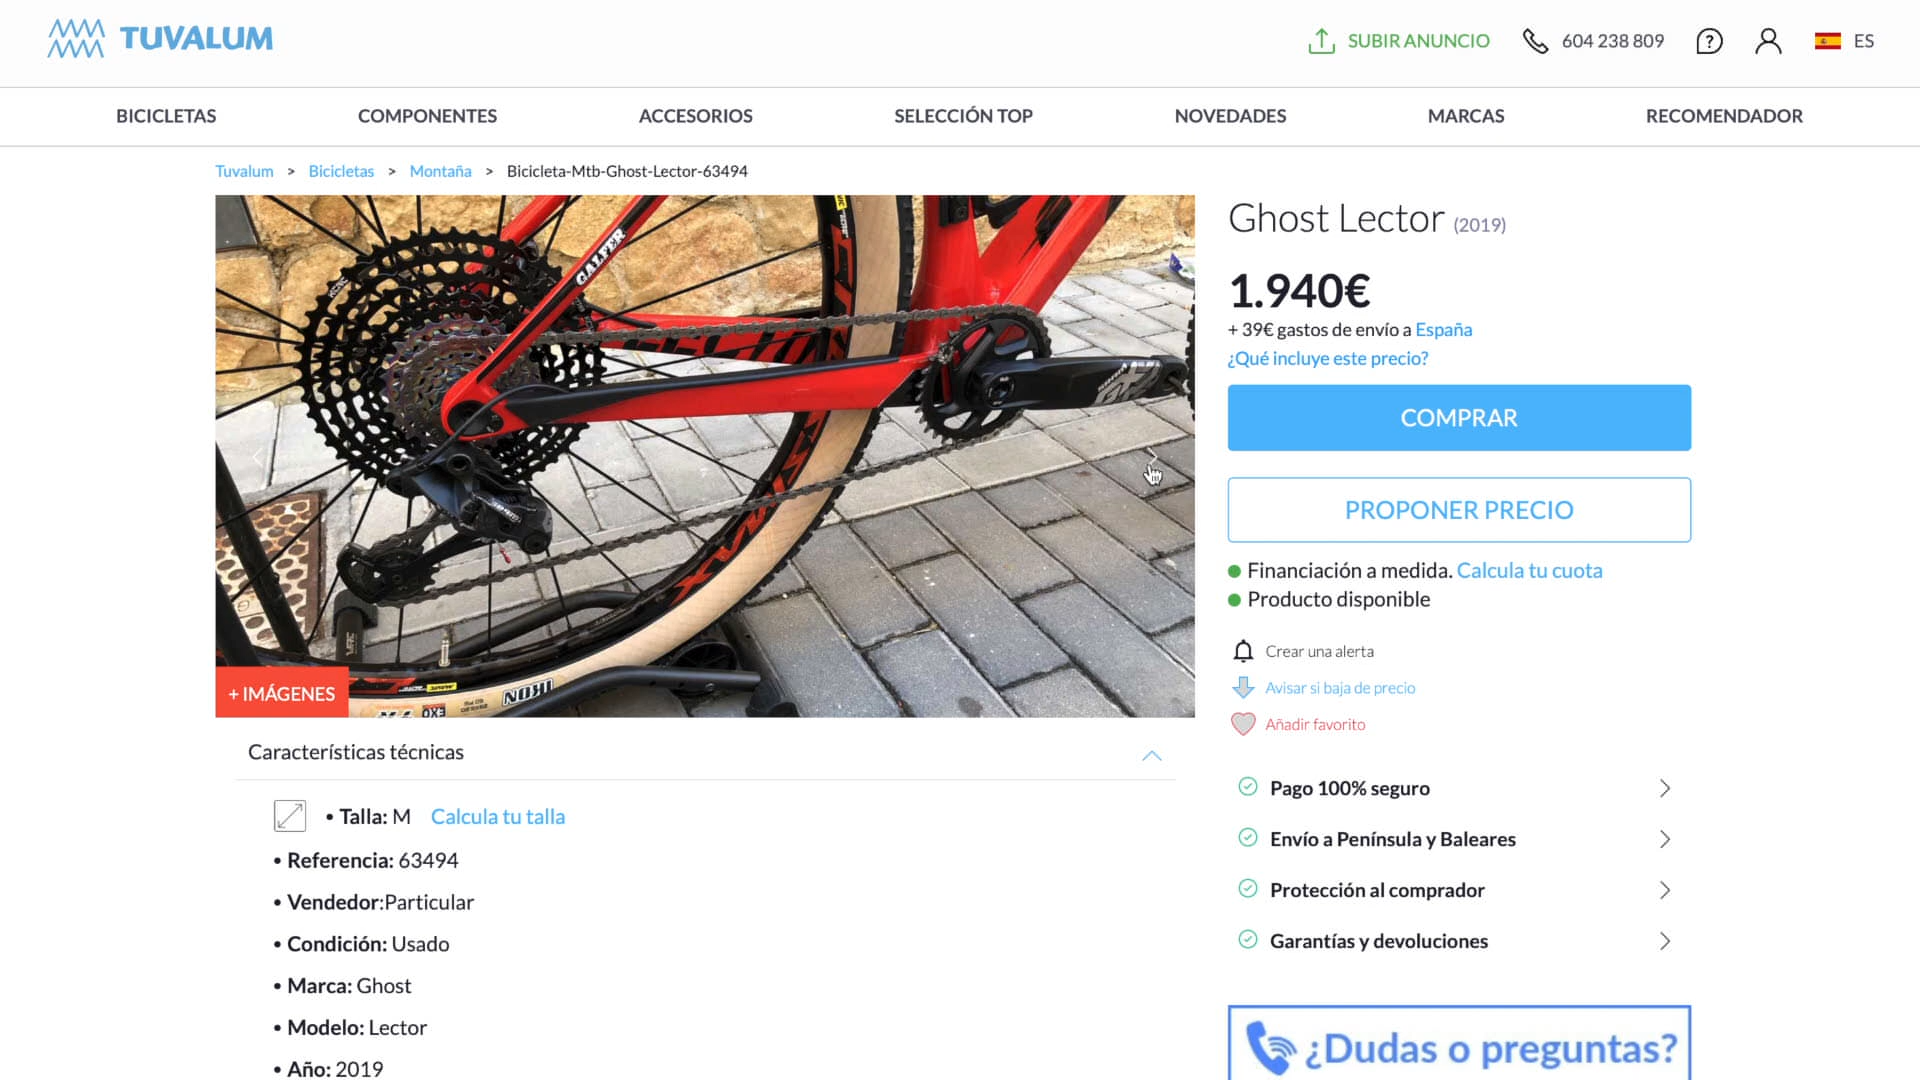 TUVALUM
SUBIR ANUNCIO
604 238 809
?
ES
BICICLETAS
COMPONENTES
ACCESORIOS
SELECCIÓN TOP
NOVEDADES
MARCAS
RECOMENDADOR
Tuvalum > Bicicletas > Montaña > Bicicleta-Mtb-Ghost-Lector-63494
GALFER
IKON
EXO
+ IMÁGENES
Ghost Lector (2019)
1.940€
+ 39€ gastos de envío a España
¿Qué incluye este precio?
COMPRAR
PROPONER PRECIO
Financiación a medida. Calcula tu cuota
Producto disponible
Crear una alerta
Avisar si baja de precio
Añadir favorito
Pago 100% seguro
Envío a Península y Baleares
Protección al comprador
Garantías y devoluciones
¿Dudas o preguntas?
Características técnicas
• Talla: M Calcula tu talla
• Referencia: 63494
• Vendedor:Particular
• Condición: Usado
• Marca: Ghost
• Modelo: Lector
• Año: 2019